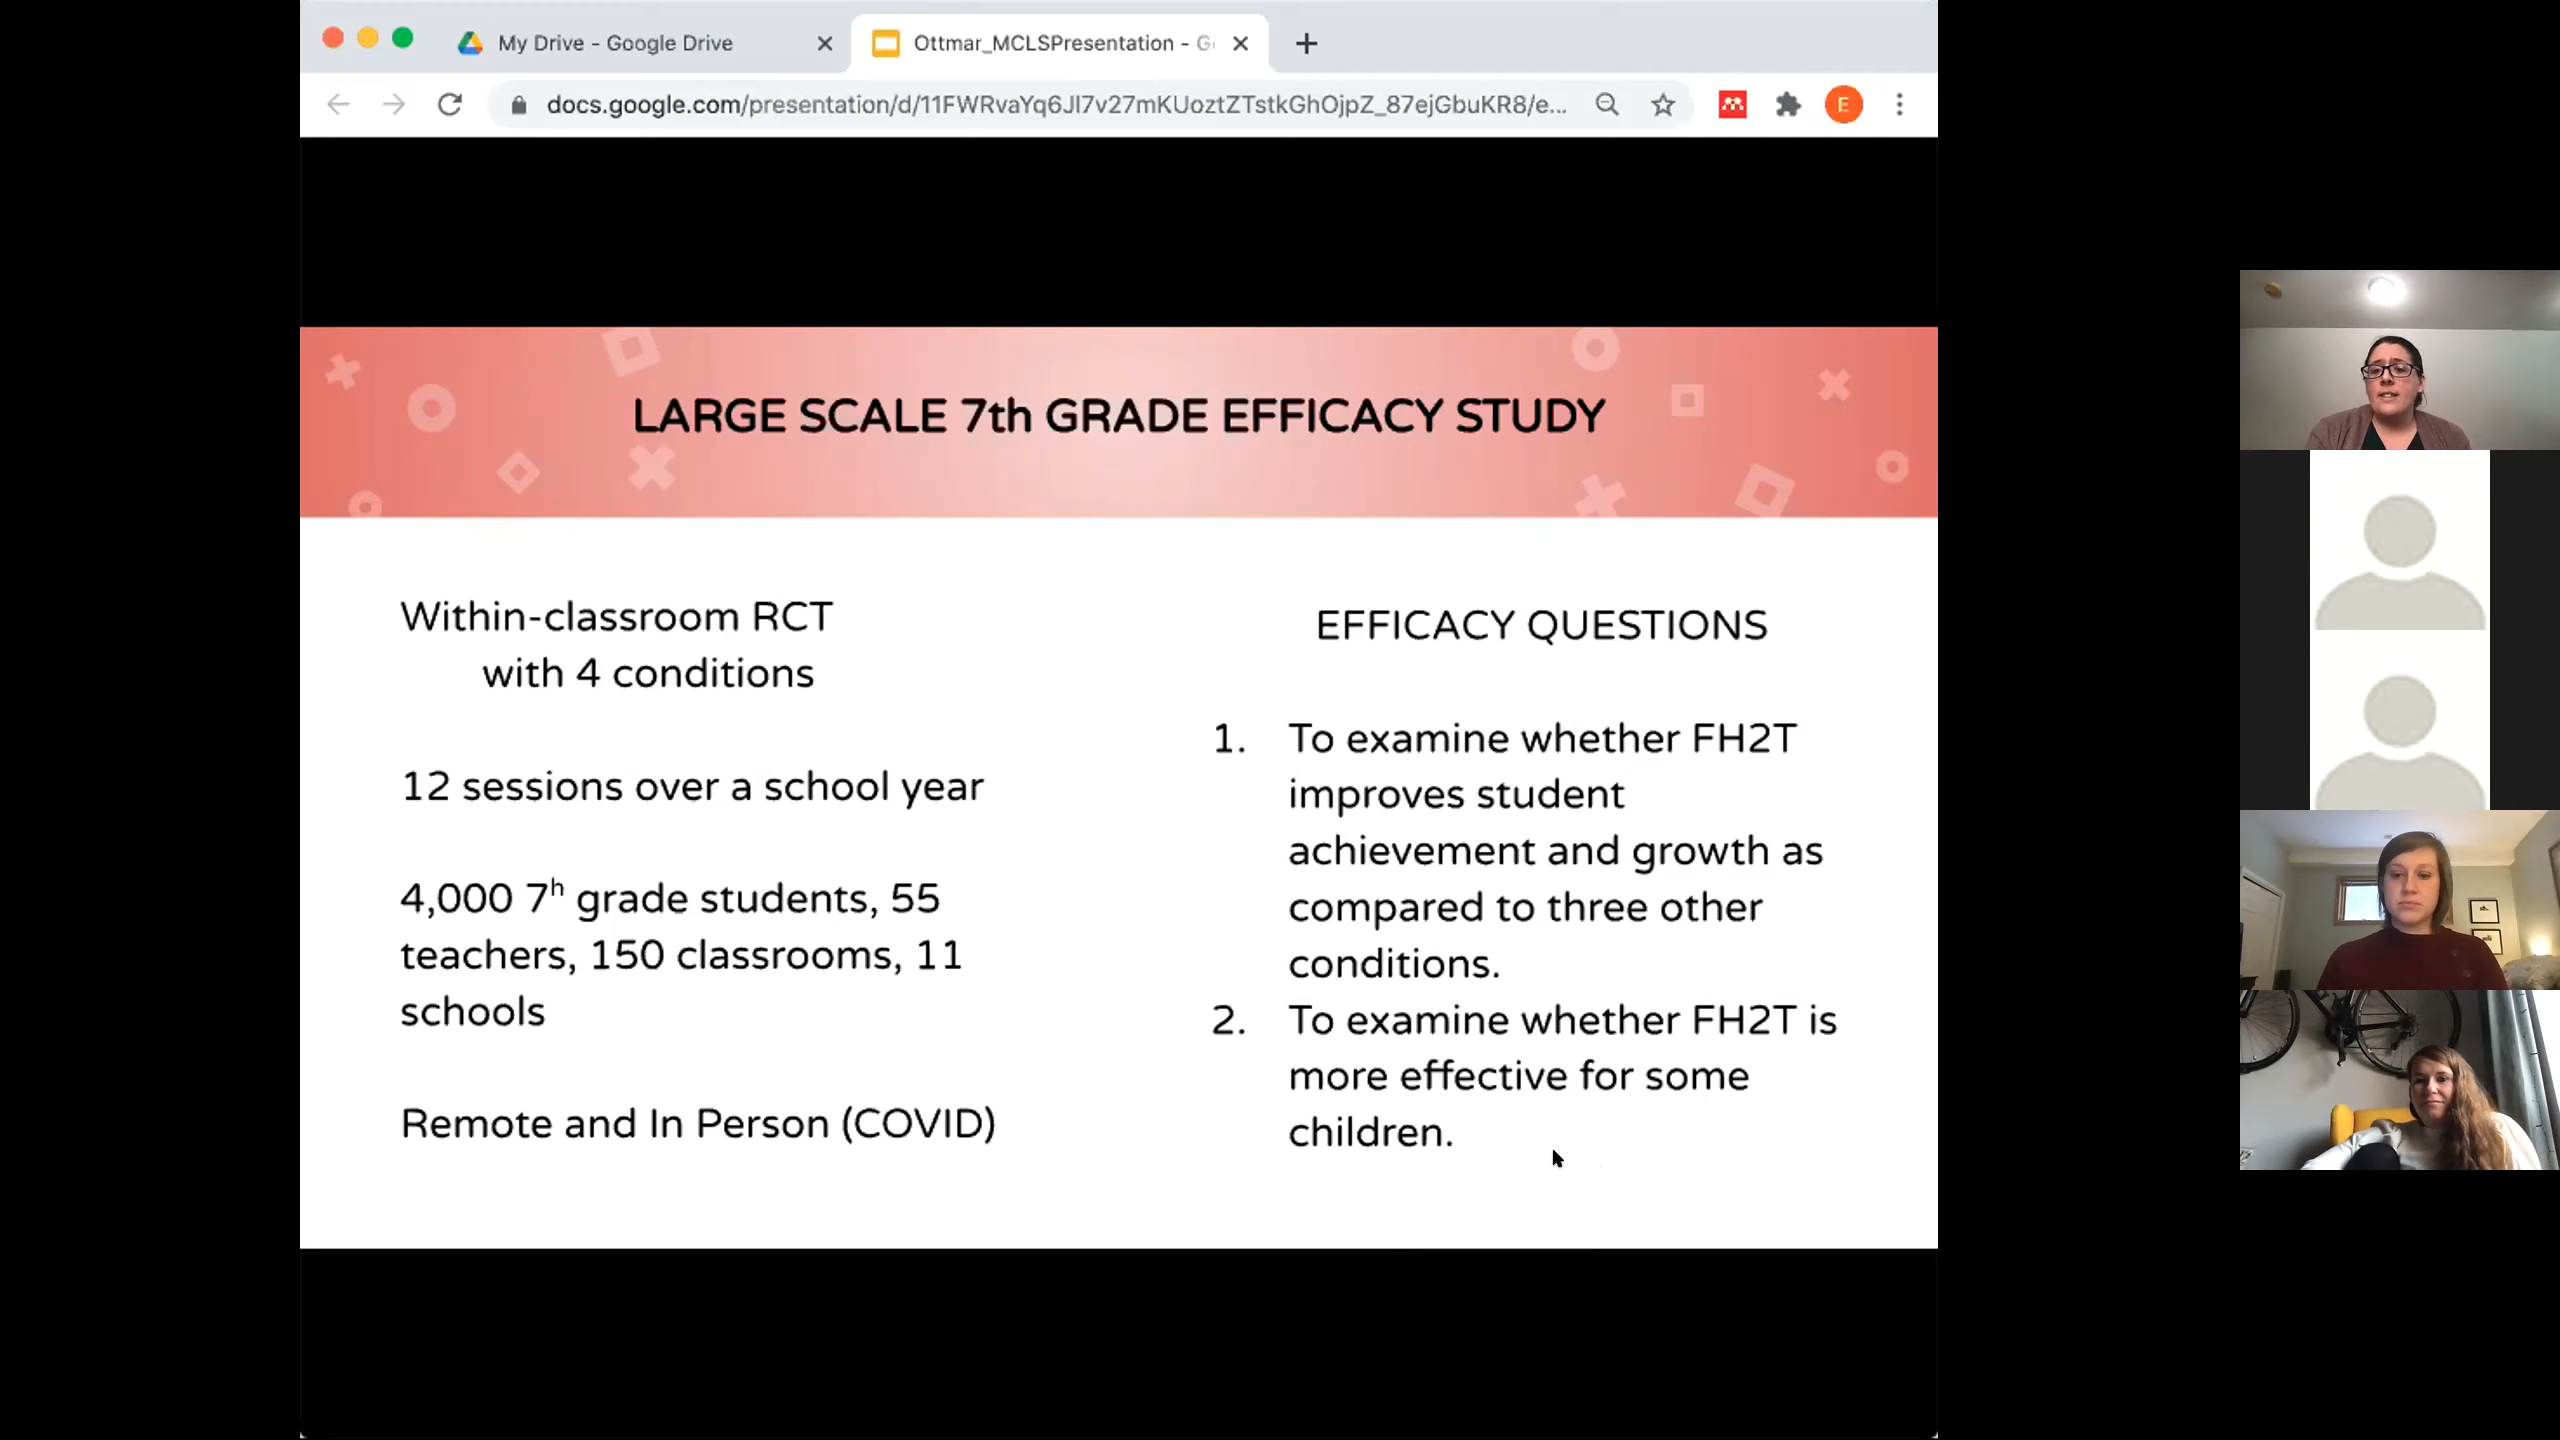 My Drive - Google Drive
Ottmar_MCLSPresentation - G
docs.google.com/presentation/d/11FWRvaYq6Jl7v27mKUoztZTstkGhOjpZ_87ejGbuKR8/e...
E
LARGE SCALE 7th GRADE EFFICACY STUDY
Within-classroom RCT
with 4 conditions
12 sessions over a school year
4,000 7h grade students, 55
teachers, 150 classrooms, 11
schools
Remote and In Person (COVID)
EFFICACY QUESTIONS
1. To examine whether FH2T
improves student
achievement and growth as
compared to three other
conditions.
2. To examine whether FH2T is
more effective for some
children.